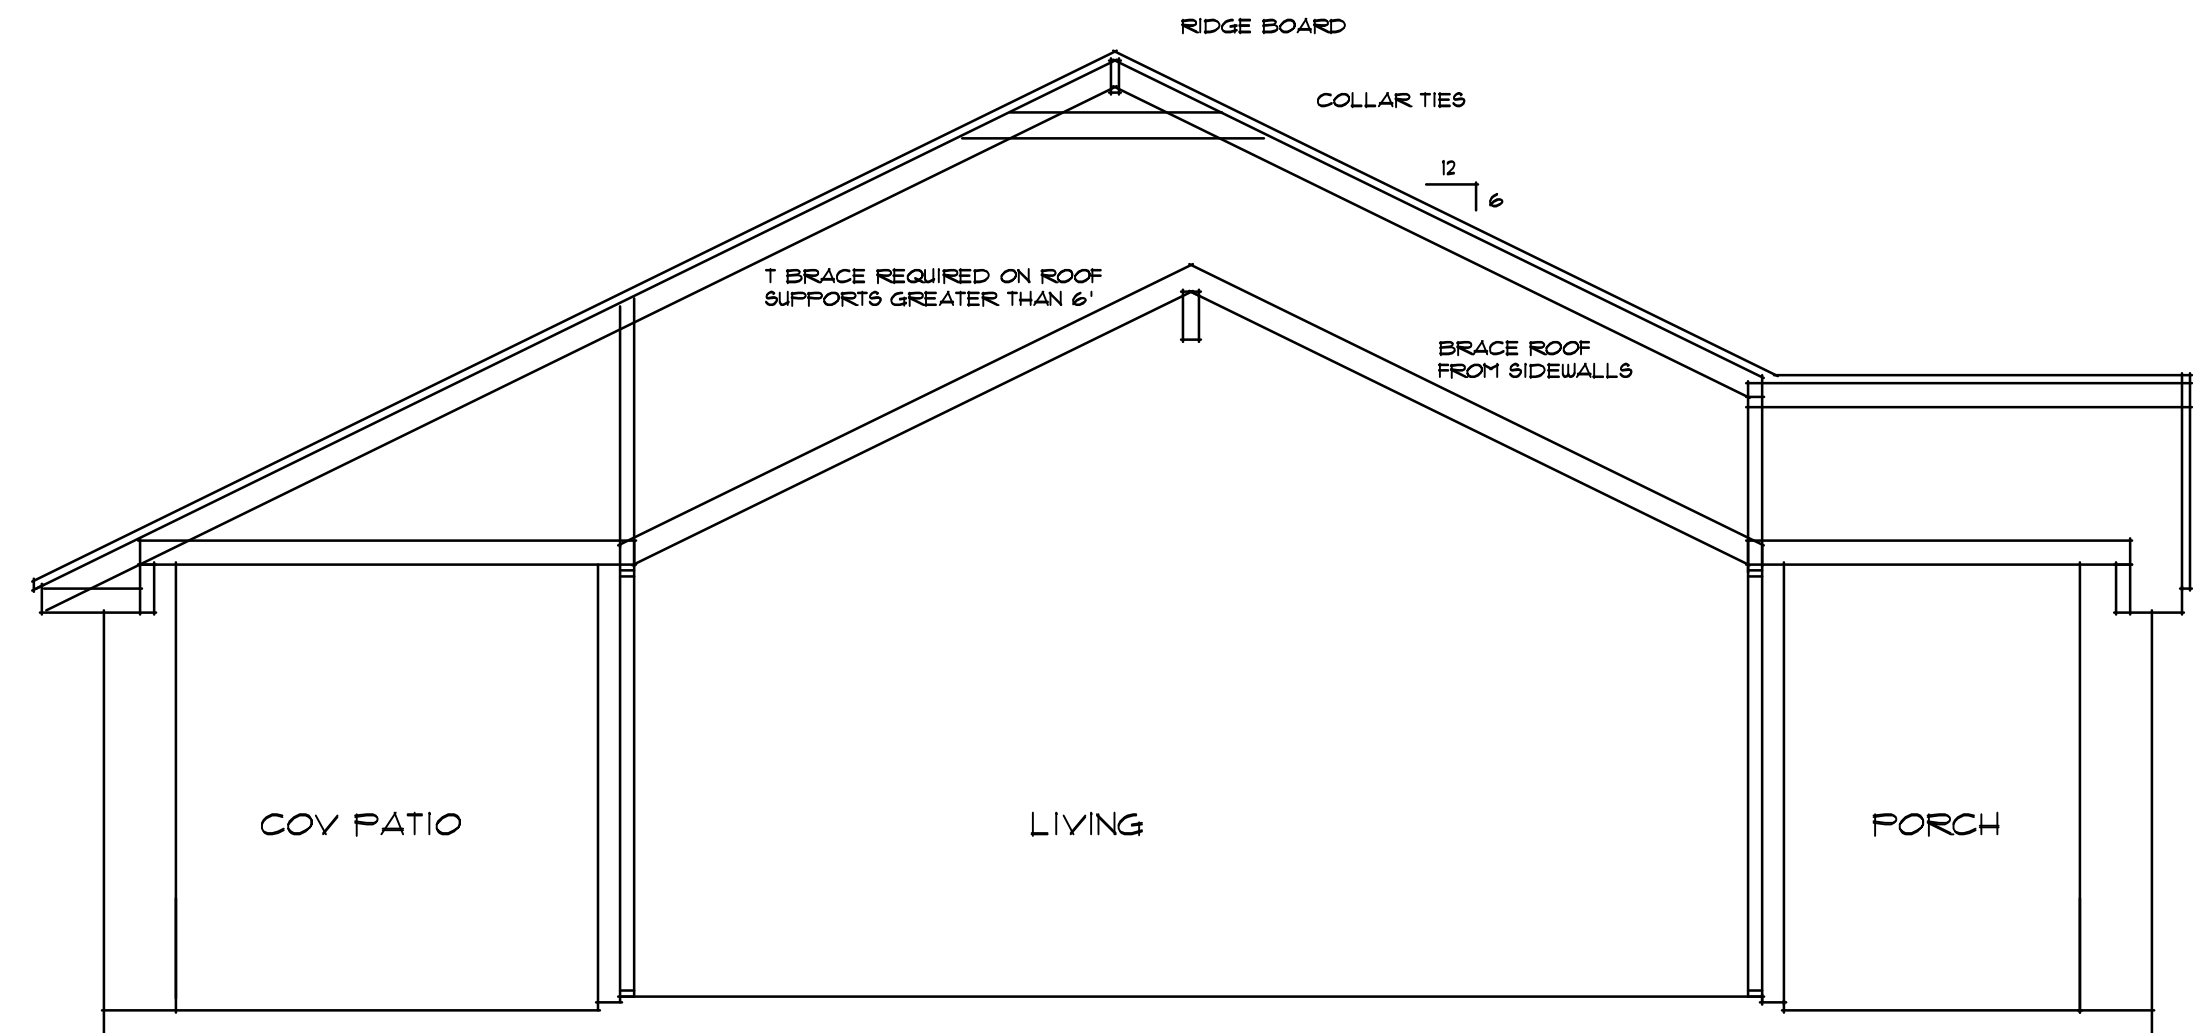 RIDGE BOARD
COLLAR TIES
12
6
T BRACE REQUIRED ON ROOF
SUPPORTS GREATER THAN 6'
BRACE ROOF
FROM SIDEWALLS
COV PATIO
LIVING
PORCH